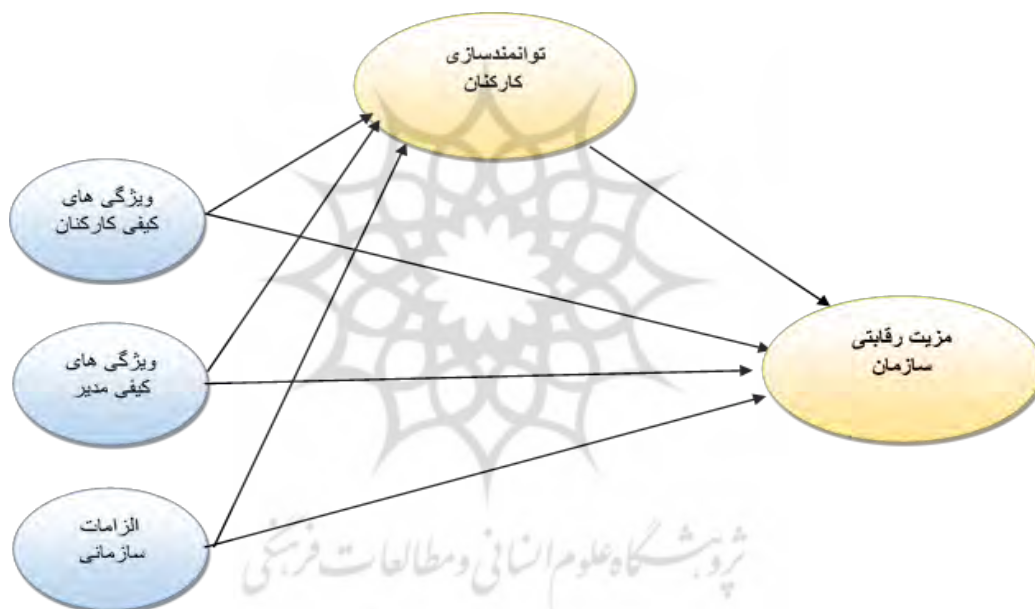 توانمندسازی
کارکنان
ویژگی های
کیفی کارکنان
مزیت رقابتی
سازمان
ویژگی های
کیفی مدیر
الزامات
سازمانی
پژوهشگاه علوم انسانی و مطالعات فرهنگی